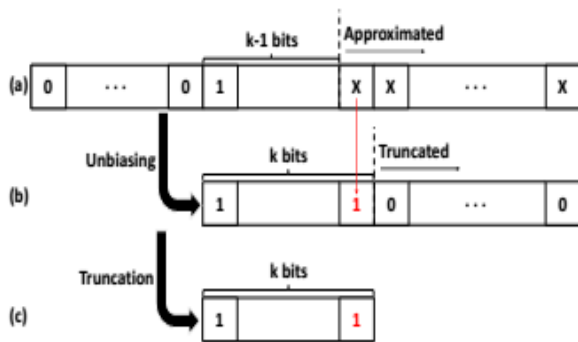 k-1 bits Approximated
(a) 0 ... 0 1 X X ... X
Unbiasing k bits Truncated
(b) 1 1 0 ... 0
Truncation k bits
(c) 1 1